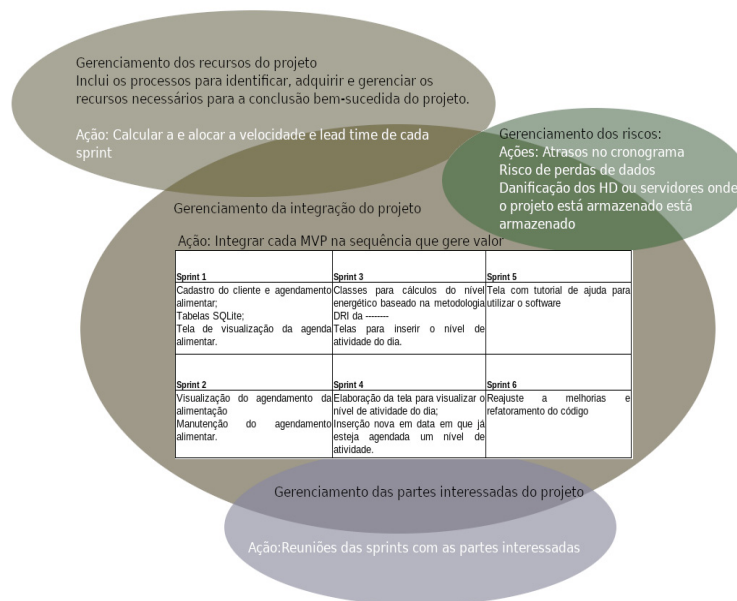 Gerenciamento dos recursos do projeto
Inclui os processos para identificar, adquirir e gerenciar os
recursos necessários para a conclusão bem-sucedida do projeto.
Ação: Calcular a e alocar a velocidade e lead time de cada
sprint
Gerenciamento dos riscos:
Ações: Atrasos no cronograma
Risco de perdas de dados
Danificação dos HD ou servidores onde
o projeto está armazenado está
armazenado
Gerenciamento da integração do projeto
Ação: Integrar cada MVP na sequência que gere valor
Sprint 1
Cadastro do cliente e agendamento
alimentar;
Tabelas SQLite;
Tela de visualização da agenda
alimentar.
Sprint 3
Classes para cálculos do nível
energético baseado na metodologia
DRI da --------
Telas para inserir o nível de
atividade do dia.
Sprint 5
Tela com tutorial de ajuda para
utilizar o software
Sprint 2
Visualização do agendamento da
alimentação
Manutenção do agendamento
alimentar.
Sprint 4
Elaboração da tela para visualizar o
nível de atividade do dia;
Inserção nova em data em que já
esteja agendada um nível de
atividade.
Sprint 6
Reajuste a melhorias e
refatoramento do código
Gerenciamento das partes interessadas do projeto
Ação:Reuniões das sprints com as partes interessadas